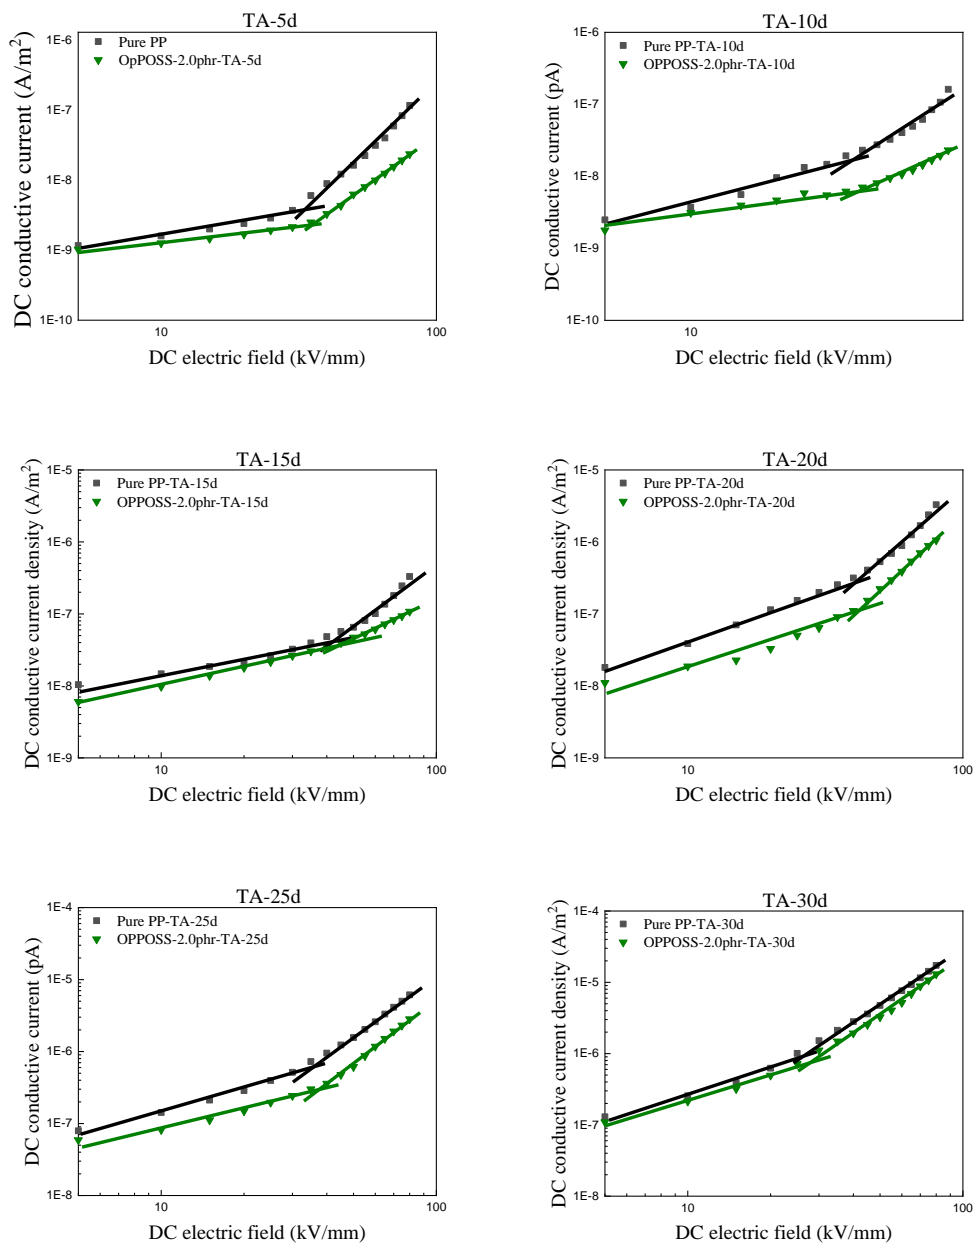 TA-5d
1E-6
Pure PP
OpPOSS-2.0phr-TA-5d
1E-7
1E-8
1E-9
1E-10
10
100
DC conductive current (A/m²)
DC electric field (kV/mm)
TA-10d
1E-6
Pure PP-TA-10d
OPPOSS-2.0phr-TA-10d
1E-7
1E-8
1E-9
1E-10
10
DC conductive current (pA)
DC electric field (kV/mm)
TA-15d
1E-5
Pure PP-TA-15d
OPPOSS-2.0phr-TA-15d
1E-6
1E-7
1E-8
1E-9
10
100
DC conductive current density (A/m²)
DC electric field (kV/mm)
TA-20d
1E-5
Pure PP-TA-20d
OPPOSS-2.0phr-TA-20d
1E-6
1E-7
1E-8
1E-9
10
100
DC conductive current density (A/m²)
DC electric field (kV/mm)
TA-25d
1E-4
Pure PP-TA-25d
OPPOSS-2.0phr-TA-25d
1E-5
1E-6
1E-7
1E-8
10
100
DC conductive current (pA)
DC electric field (kV/mm)
TA-30d
1E-4
Pure PP-TA-30d
OPPOSS-2.0phr-TA-30d
1E-5
1E-6
1E-7
1E-8
10
100
DC conductive current density (A/m²)
DC electric field (kV/mm)